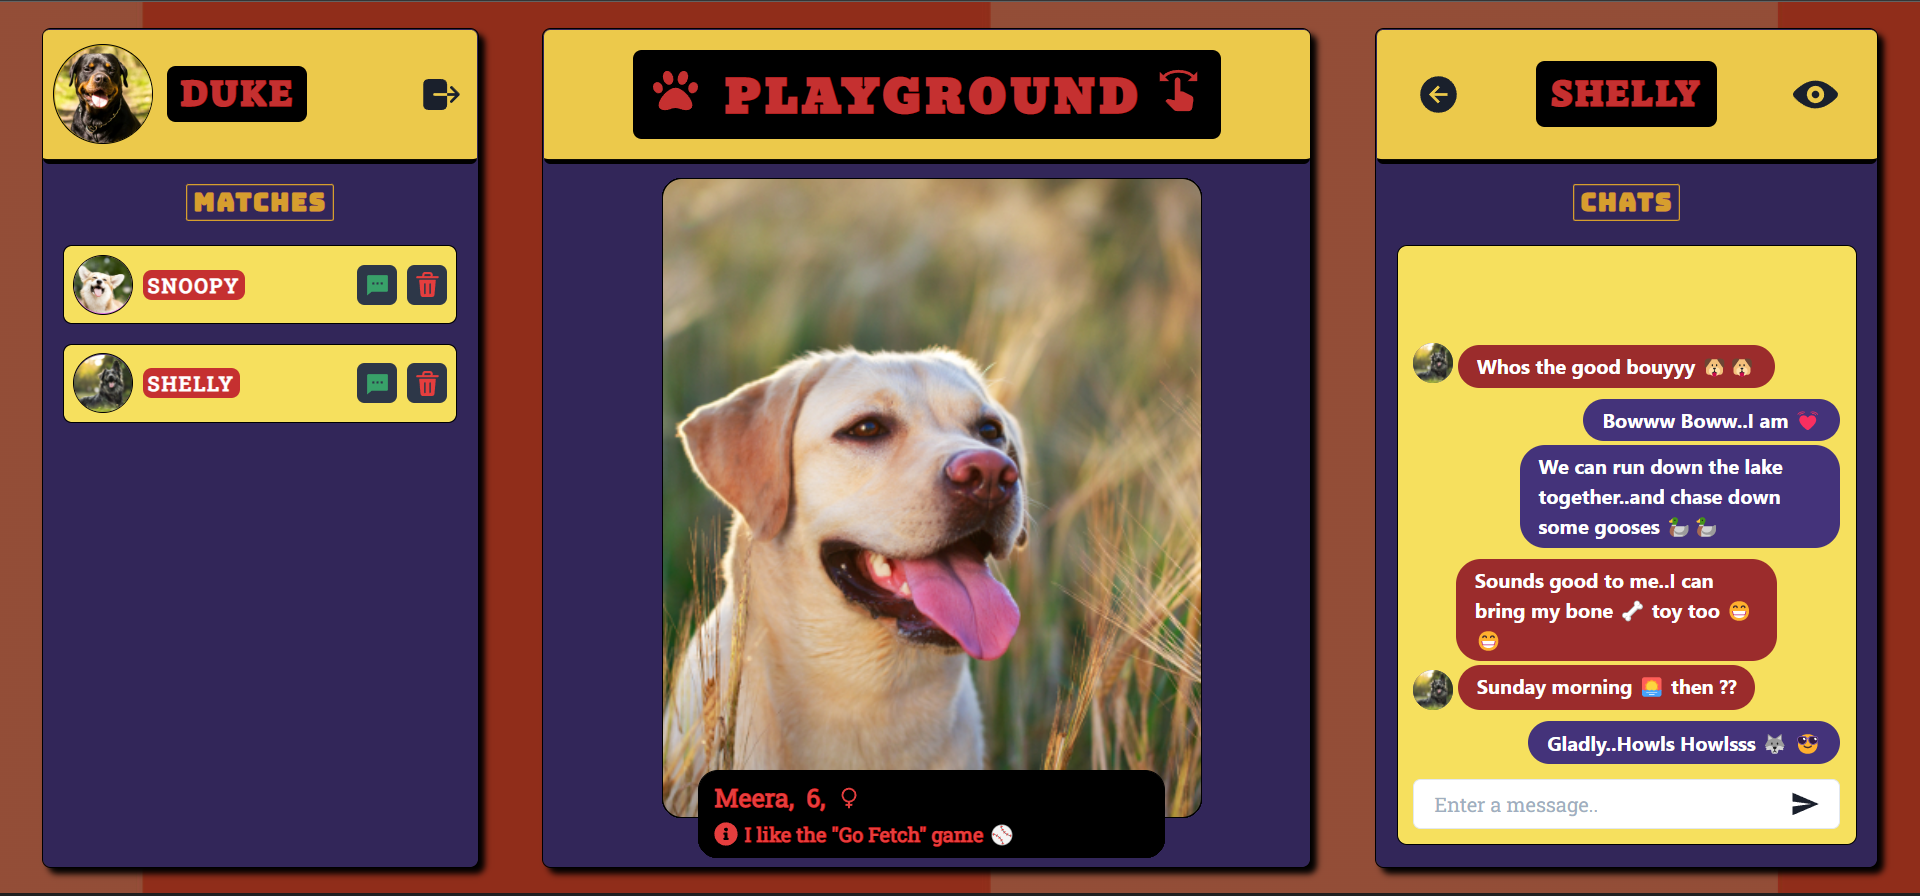 DUKE
MATCHES
SNOOPY
SHELLY
PLAYGROUND
Meera, 6, ♀
I like the "Go Fetch" game ⚾
SHELLY
CHATS
Whos the good bouyyy 🙈 🙈
Bowww Boww..I am 💓
We can run down the lake
together..and chase down
some gooses 🦆 🦆
Sounds good to me..I can
bring my bone 🦴 toy too 😁
😁
Sunday morning 🌅 then ??
Gladly..Howls Howlsss 🐺 😎
Enter a message..